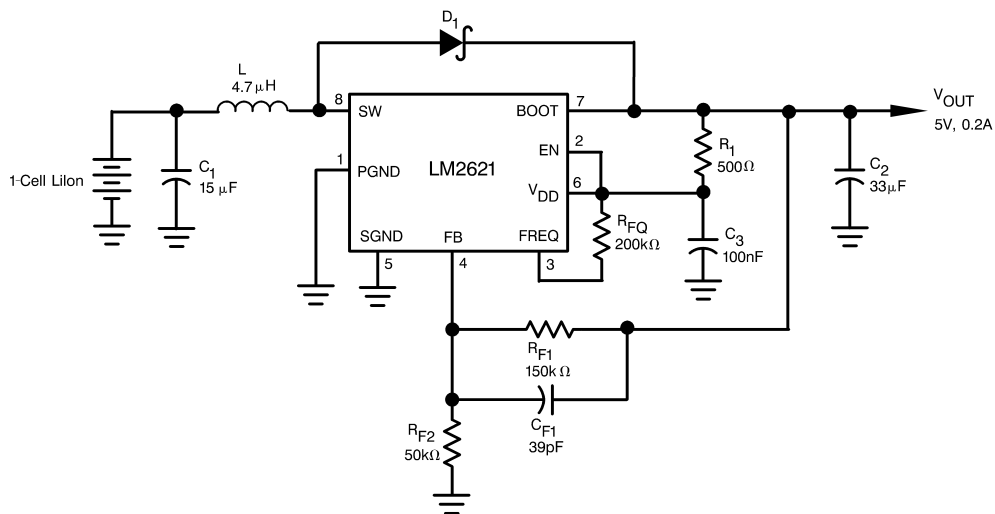 D1
L
4.7μH
8
SW
BOOT
7
VOUT
5V, 0.2A
1-Cell LiIon
C1
15 μF
1
PGND
LM2621
EN
2
VDD
6
R1
500Ω
C2
33μF
SGND
FB
FREQ
RFQ
200kΩ
C3
100nF
5
4
3
RF1
150kΩ
CF1
39pF
RF2
50kΩ